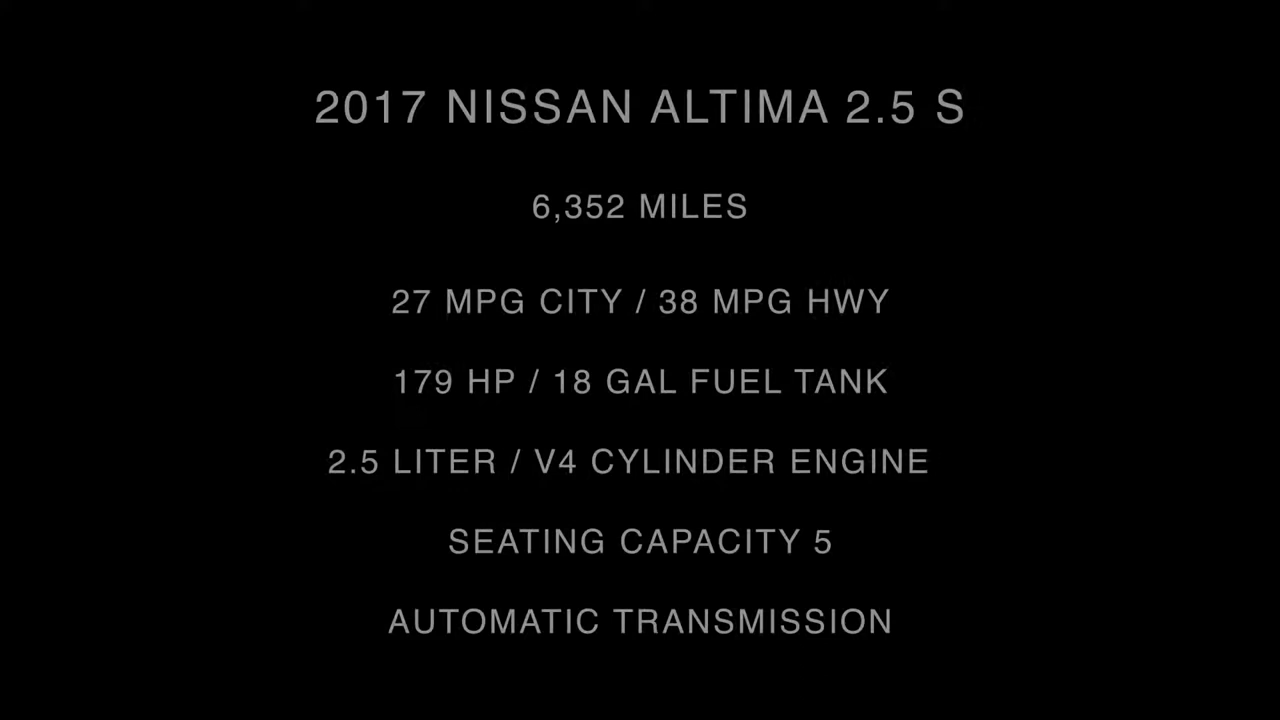 2017 NISSAN ALTIMA 2.5 S
6,352 MILES
27 MPG CITY / 38 MPG HWY
179 HP / 18 GAL FUEL TANK
2.5 LITER / V4 CYLINDER ENGINE
SEATING CAPACITY 5
AUTOMATIC TRANSMISSION